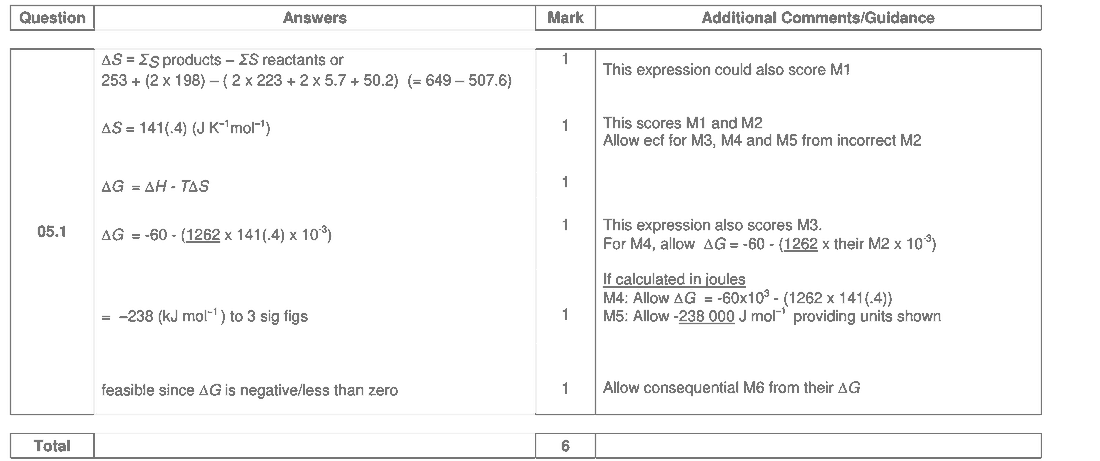 Question Answers Mark Additional Comments/Guidance
ΔS = ΣS products – ΣS reactants or 1
This expression could also score M1
253 + (2 x 198) – ( 2 x 223 + 2 x 5.7 + 50.2) (= 649 – 507.6)
ΔS = 141(.4) (J K⁻¹mol⁻¹) 1 This scores M1 and M2
Allow ecf for M3, M4 and M5 from incorrect M2
ΔG = ΔH - TΔS 1
05.1 ΔG = -60 - (1262 x 141(.4) x 10⁻³) 1 This expression also scores M3.
For M4, allow ΔG = -60 - (1262 x their M2 x 10⁻³)
If calculated in joules
M4: Allow ΔG = -60x10³ - (1262 x 141(.4))
= –238 (kJ mol⁻¹ ) to 3 sig figs 1 M5: Allow -238 000 J mol⁻¹ providing units shown
feasible since ΔG is negative/less than zero 1 Allow consequential M6 from their ΔG
Total 6